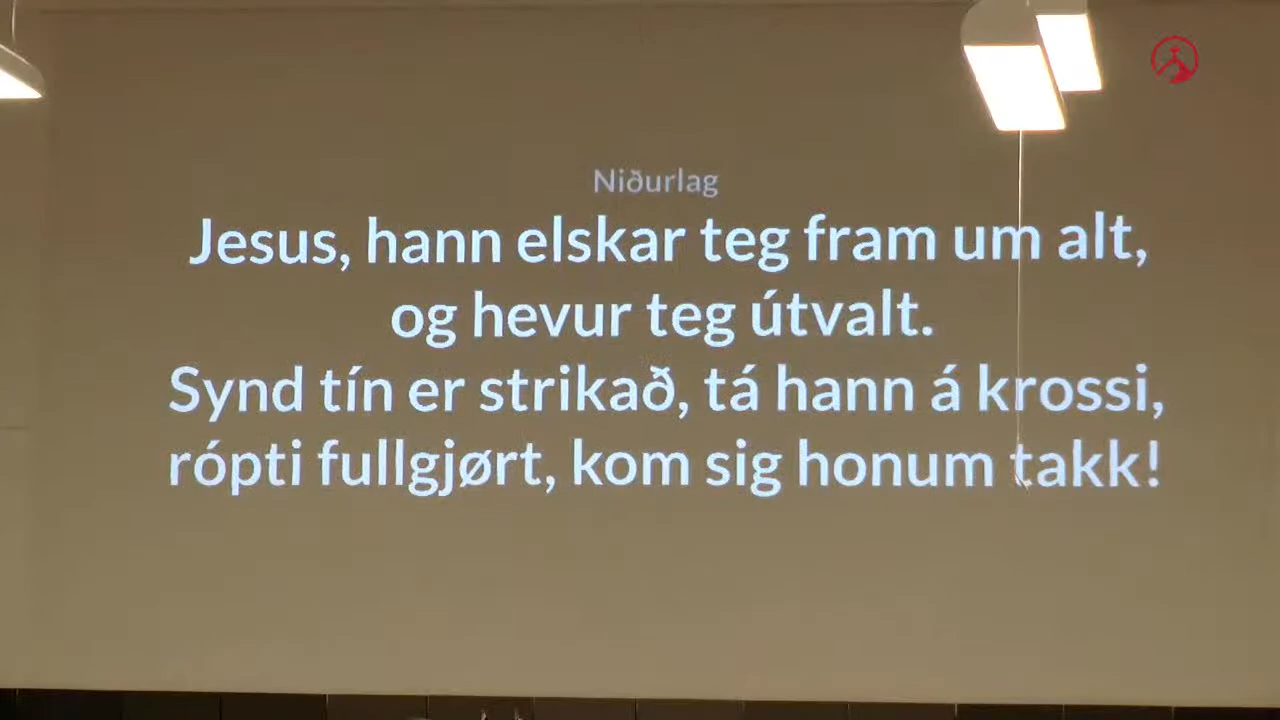 Niðurlag
Jesus, hann elskar teg fram um alt,
og hevur teg útvalt.
Synd tín er strikað, tá hann á krossi,
rópti fullgjørt, kom sig honum takk!